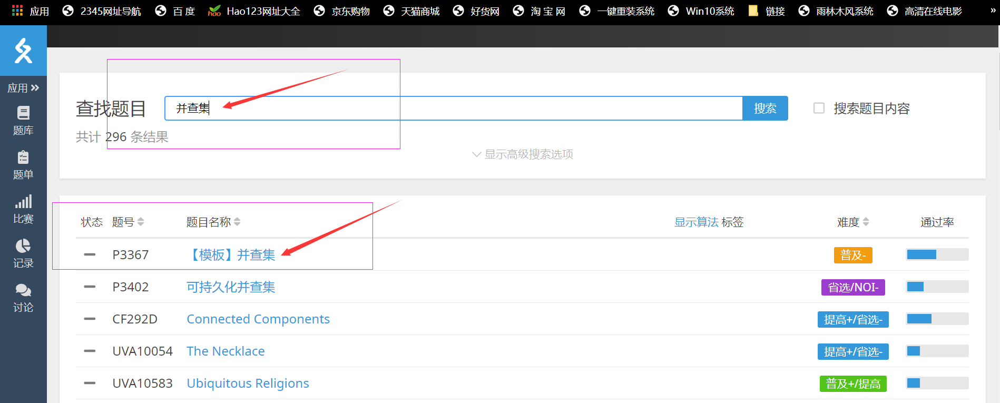 应用 2345网址导航 百 度 Hao123网址大全 京东购物 天猫商城 好货网 淘 宝 网 一键重装系统 Win10系统 链接 雨林木风系统 高清在线电影 »
应用
题库
题单
比赛
记录
讨论
查找题目 并查集 搜索 搜索题目内容
共计 296 条结果
显示高级搜索选项
状态 题号 题目名称 显示算法 标签 难度 通过率
P3367 【模板】并查集 普及-
P3402 可持久化并查集 省选/NOI-
CF292D Connected Components 提高+/省选-
UVA10054 The Necklace 提高+/省选-
UVA10583 Ubiquitous Religions 普及+/提高